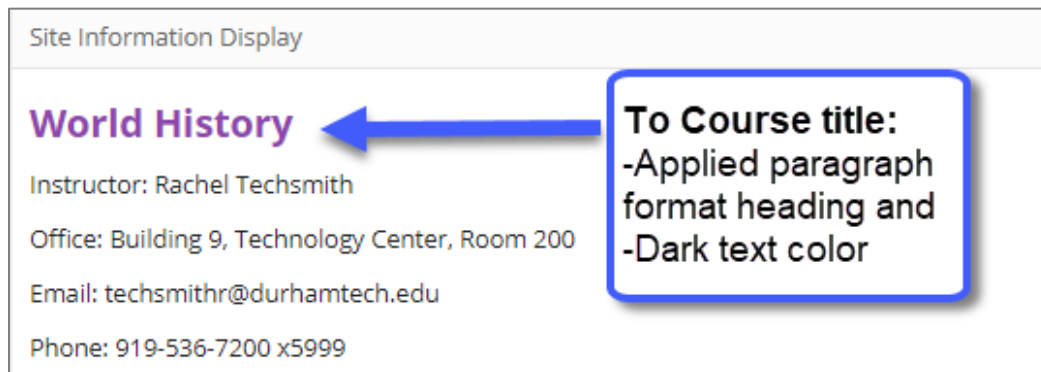 Site Information Display
World History
Instructor: Rachel Techsmith
Office: Building 9, Technology Center, Room 200
Email: techsmithr@durhamtech.edu
Phone: 919-536-7200 x5999
To Course title:
-Applied paragraph
format heading and
-Dark text color